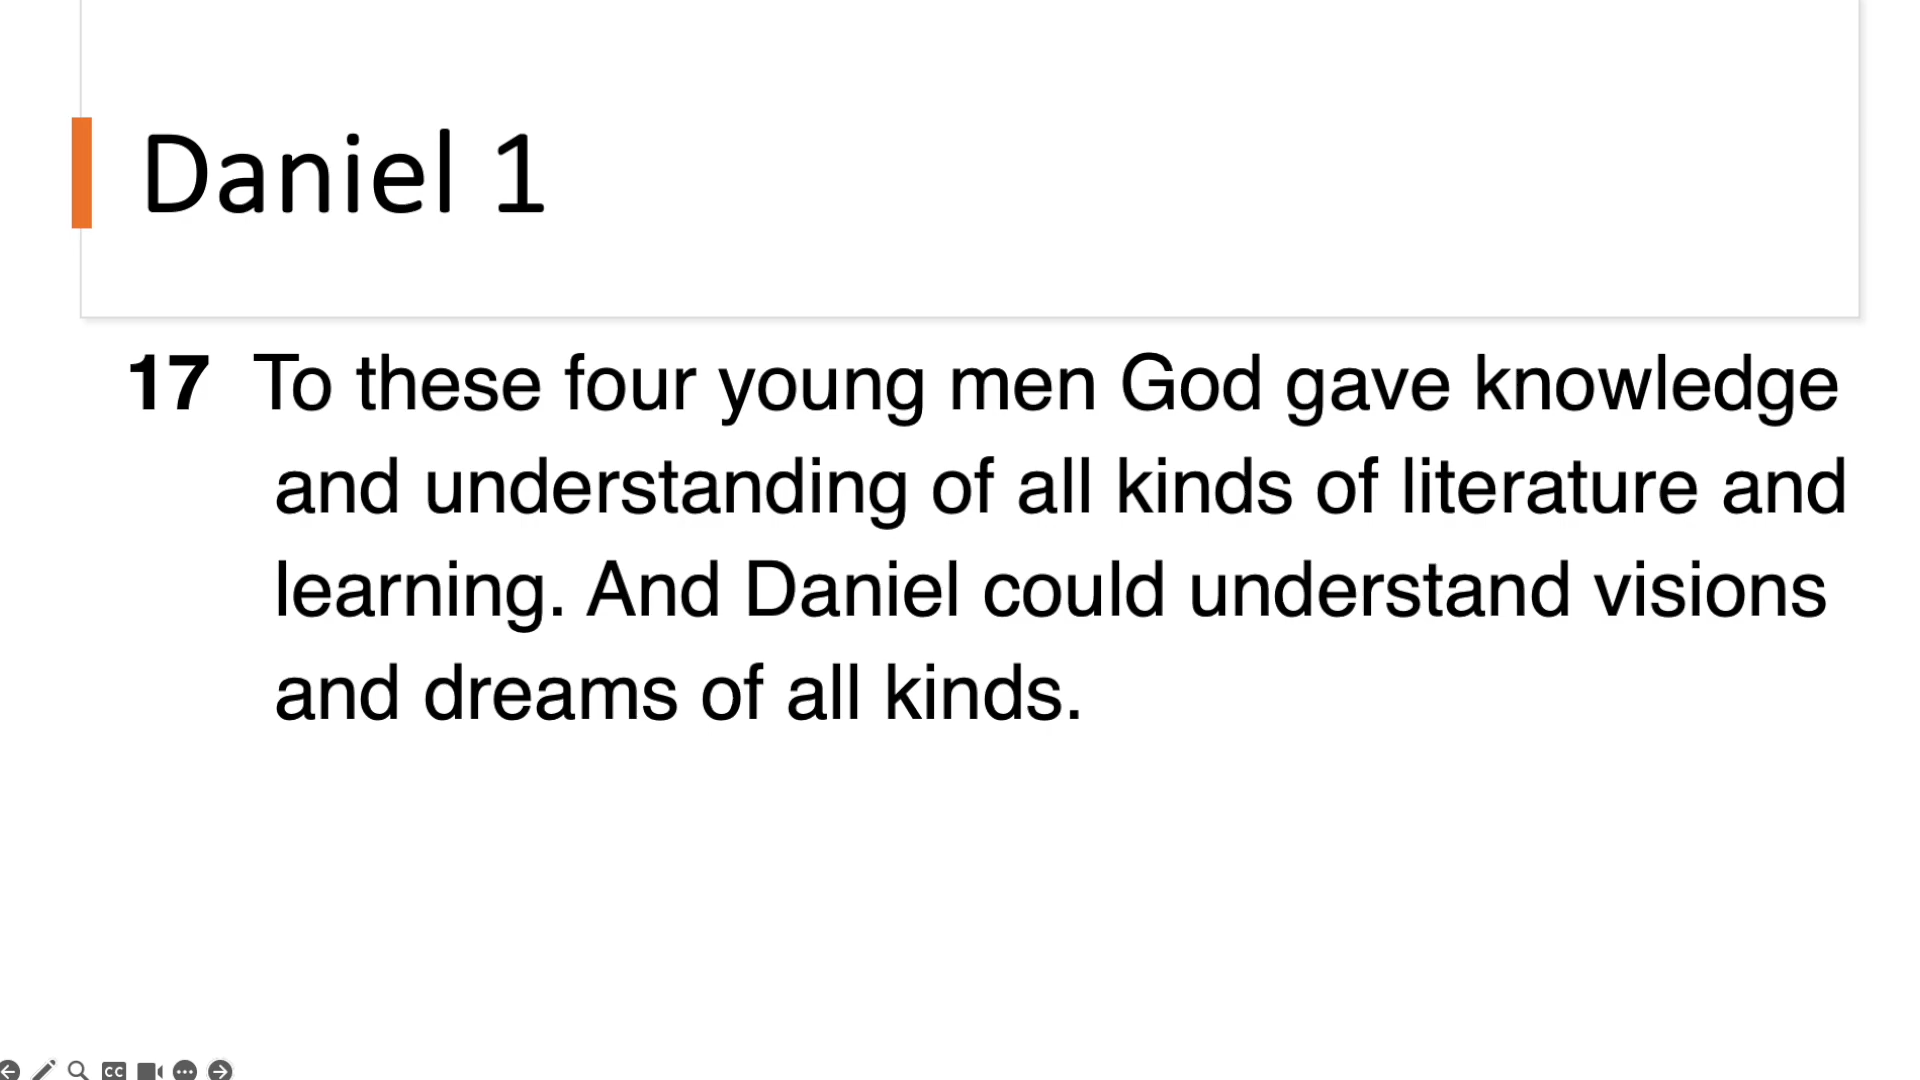 Daniel 1
17 To these four young men God gave knowledge
and understanding of all kinds of literature and
learning. And Daniel could understand visions
and dreams of all kinds.
CC